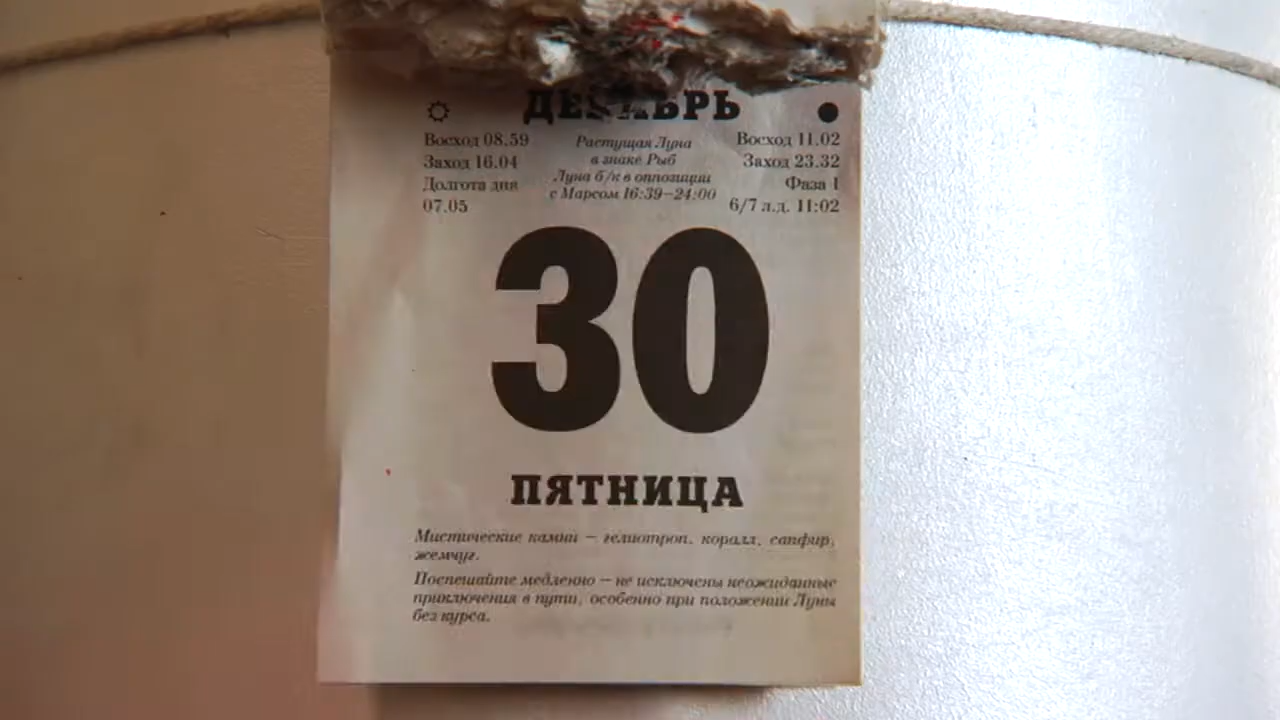 ДЕКАБРЬ
Восход 08.59
Заход 16.04
Долгота дня
07.05
Растущая Луна
в знаке Рыб
Луна б/к в оппозиции
с Марсом 16:39–24:00
Восход 11.02
Заход 23.32
Фаза 1
6/7 л.д. 11:02
30
ПЯТНИЦА
Мистические камни – гелиотроп, коралл, сапфир,
жемчуг.
Поспешайте медленно – не исключены неожиданные
приключения в пути, особенно при положении Луны
без курса.